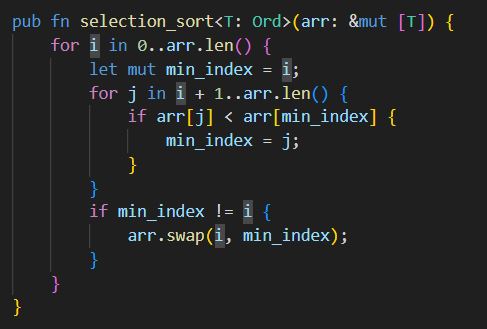 pub fn selection_sort<T: Ord>(arr: &mut [T]) {
    for i in 0..arr.len() {
        let mut min_index = i;
        for j in i + 1..arr.len() {
            if arr[j] < arr[min_index] {
                min_index = j;
            }
        }
        if min_index != i {
            arr.swap(i, min_index);
        }
    }
}